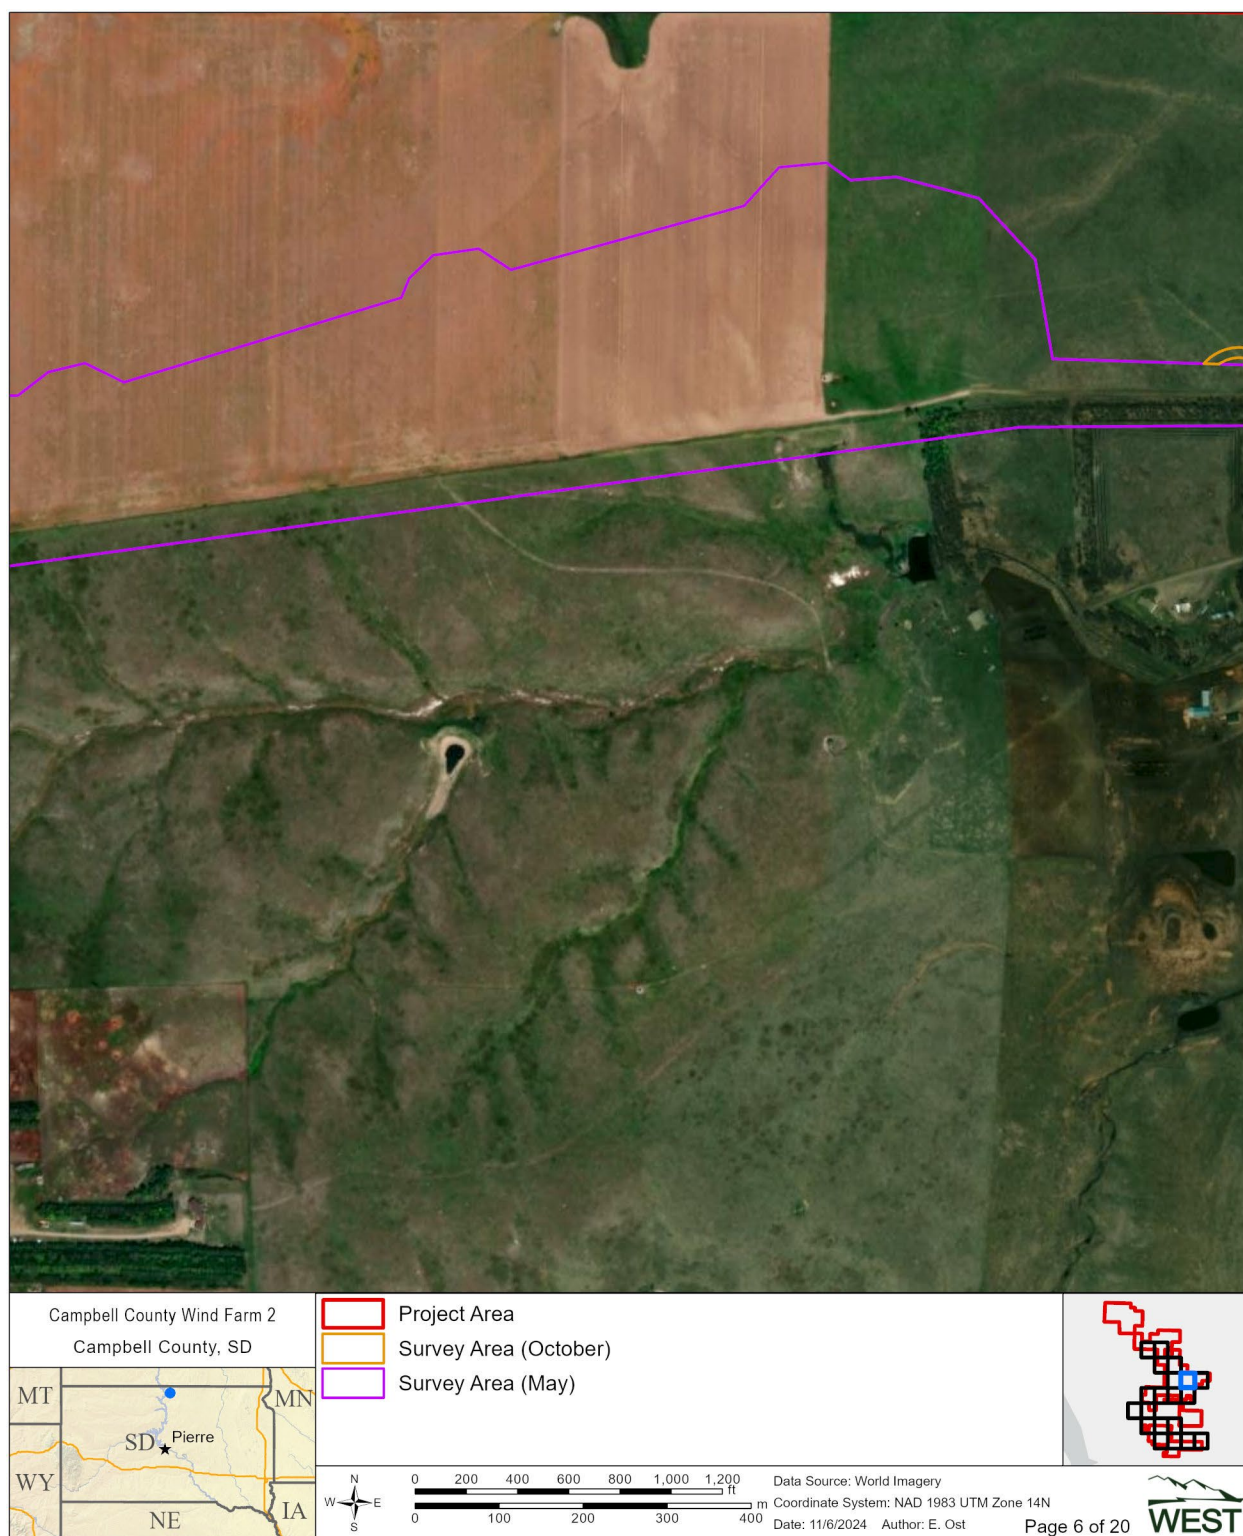 Campbell County Wind Farm 2
Campbell County, SD
MT
MN
SD
Pierre
WY
NE
IA
Project Area
Survey Area (October)
Survey Area (May)
N
W E
S
0 200 400 600 800 1,000 1,200
ft
m
0 100 200 300 400
Data Source: World Imagery
Coordinate System: NAD 1983 UTM Zone 14N
Date: 11/6/2024 Author: E. Ost
Page 6 of 20
WEST